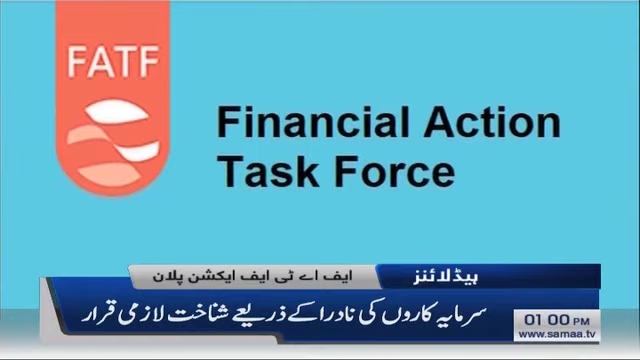 FATF
Financial Action
Task Force
ہیڈلائنز
ایف اے ٹی ایف ایکشن پلان
سرمایہ کاروں کی نادرا کے ذریعے شناخت لازمی قرار
01:00 PM
www.samaa.tv